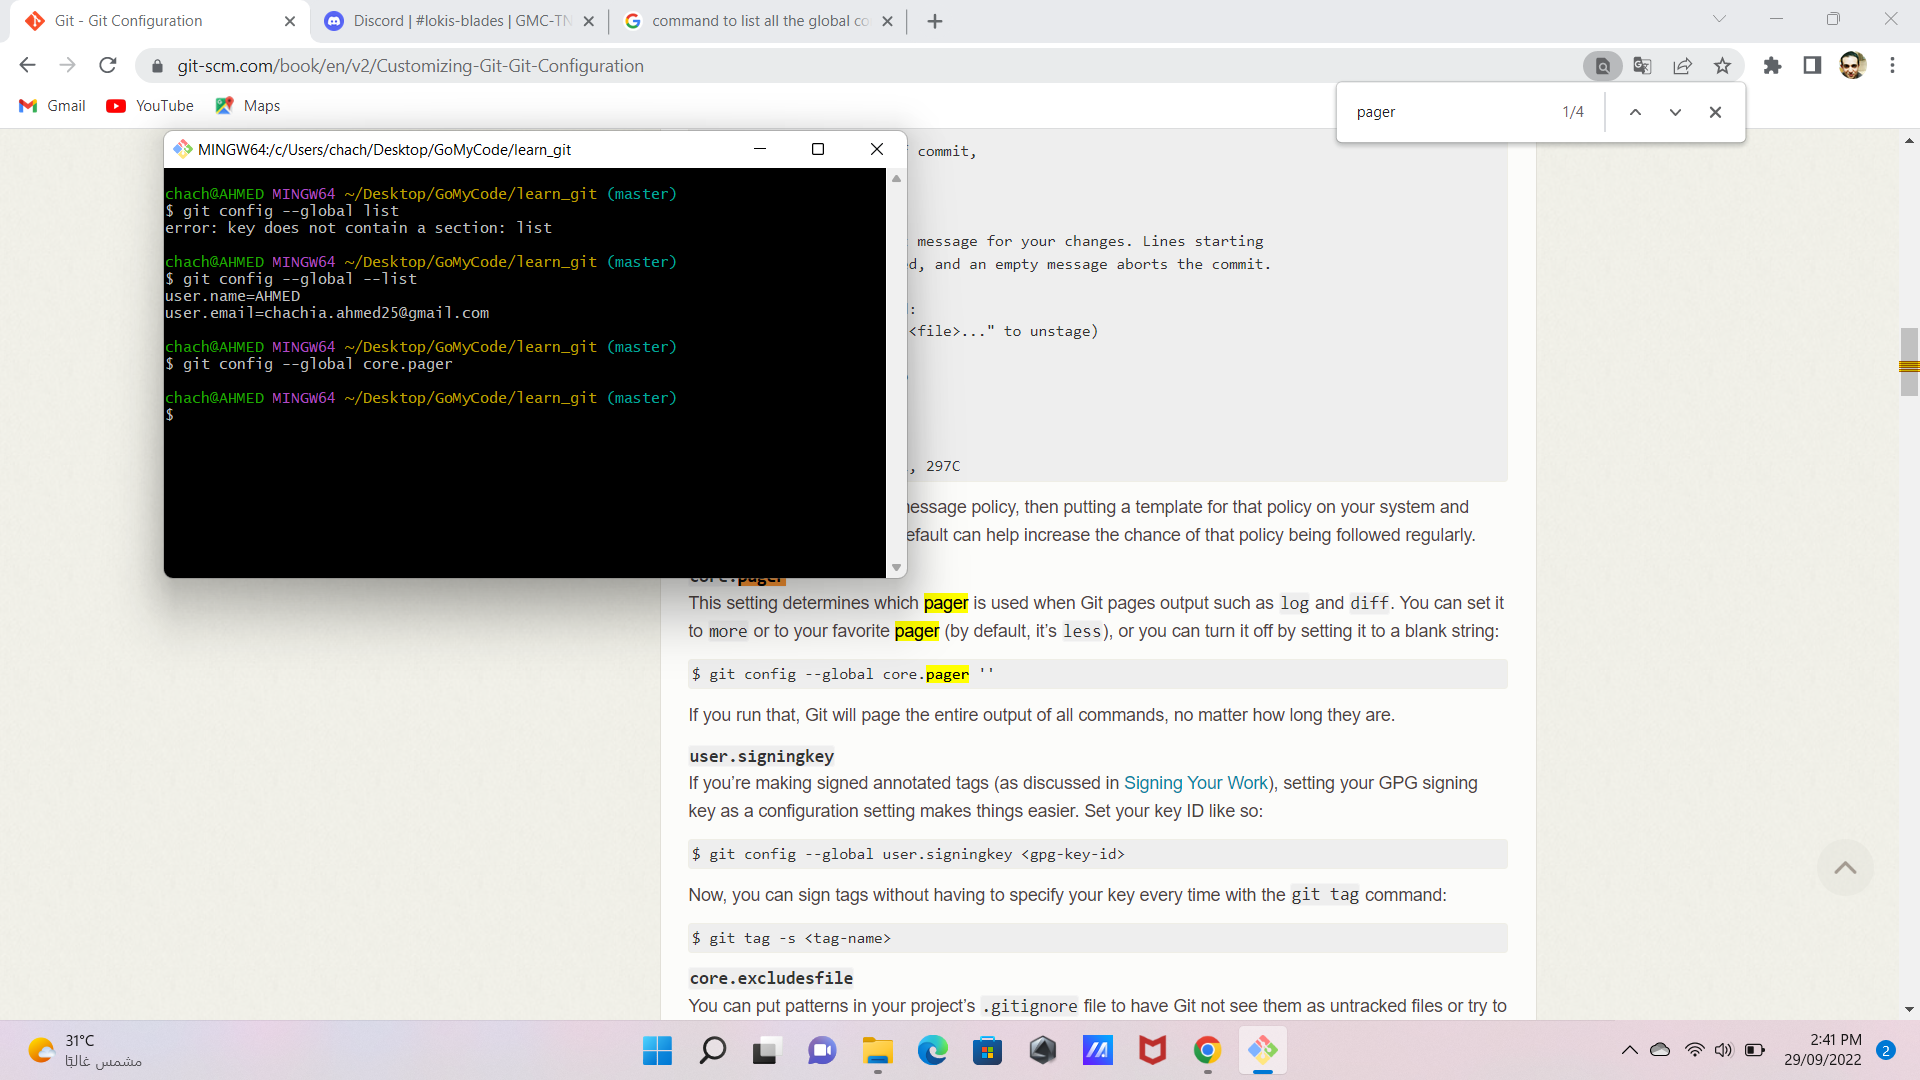 Git - Git Configuration
Discord | #lokis-blades | GMC-TN
command to list all the global co
git-scm.com/book/en/v2/Customizing-Git-Git-Configuration
Gmail
YouTube
Maps
pager
1/4
MINGW64:/c/Users/chach/Desktop/GoMyCode/learn_git
chach@AHMED MINGW64 ~/Desktop/GoMyCode/learn_git (master)
$ git config --global list
error: key does not contain a section: list
chach@AHMED MINGW64 ~/Desktop/GoMyCode/learn_git (master)
$ git config --global --list
user.name=AHMED
user.email=chachia.ahmed25@gmail.com
chach@AHMED MINGW64 ~/Desktop/GoMyCode/learn_git (master)
$ git config --global core.pager
chach@AHMED MINGW64 ~/Desktop/GoMyCode/learn_git (master)
$
commit,
message for your changes. Lines starting
d, and an empty message aborts the commit.
:
<file>..." to unstage)
, 297C
essage policy, then putting a template for that policy on your system and
efault can help increase the chance of that policy being followed regularly.
core.pager
This setting determines which pager is used when Git pages output such as log and diff. You can set it
to more or to your favorite pager (by default, it’s less), or you can turn it off by setting it to a blank string:
$ git config --global core.pager ''
If you run that, Git will page the entire output of all commands, no matter how long they are.
user.signingkey
If you’re making signed annotated tags (as discussed in Signing Your Work), setting your GPG signing
key as a configuration setting makes things easier. Set your key ID like so:
$ git config --global user.signingkey <gpg-key-id>
Now, you can sign tags without having to specify your key every time with the git tag command:
$ git tag -s <tag-name>
core.excludesfile
You can put patterns in your project’s .gitignore file to have Git not see them as untracked files or try to
31°C
مشمس غالبًا
2:41 PM
29/09/2022
2